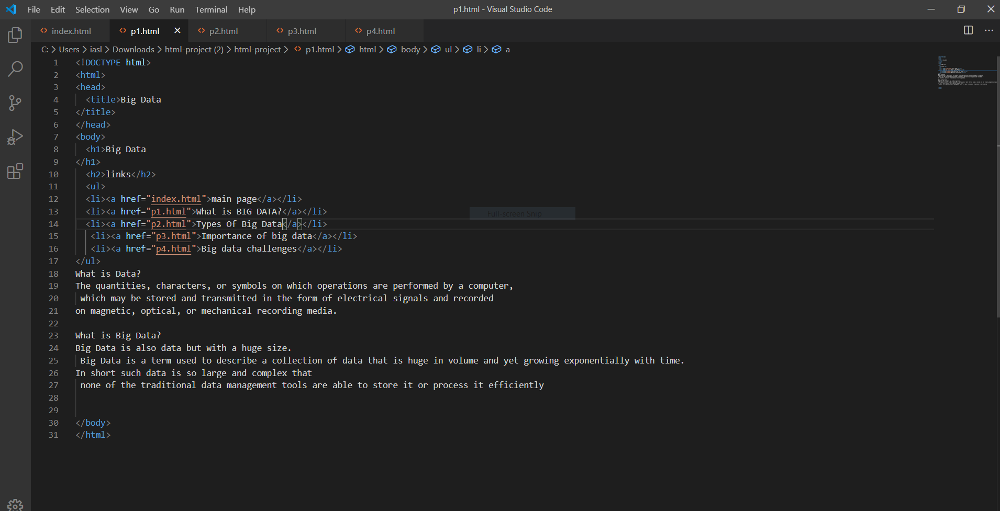 File Edit Selection View Go Run Terminal Help p1.html - Visual Studio Code
index.html p1.html p2.html p3.html p4.html
C: > Users > iasl > Downloads > html-project (2) > html-project > p1.html > html > body > ul > li > a
1 <!DOCTYPE html>
2 <html>
3 <head>
4 <title>Big Data
5 </title>
6 </head>
7 <body>
8 <h1>Big Data
9 </h1>
10 <h2>links</h2>
11 <ul>
12 <li><a href="index.html">main page</a></li>
13 <li><a href="p1.html">What is BIG DATA?</a></li>
Full-screen Snip
14 <li><a href="p2.html">Types Of Big Data</a></li>
15 <li><a href="p3.html">Importance of big data</a></li>
16 <li><a href="p4.html">Big data challenges</a></li>
17 </ul>
18 What is Data?
19 The quantities, characters, or symbols on which operations are performed by a computer,
20 which may be stored and transmitted in the form of electrical signals and recorded
21 on magnetic, optical, or mechanical recording media.
22
23 What is Big Data?
24 Big Data is also data but with a huge size.
25 Big Data is a term used to describe a collection of data that is huge in volume and yet growing exponentially with time.
26 In short such data is so large and complex that
27 none of the traditional data management tools are able to store it or process it efficiently
28
29
30 </body>
31 </html>